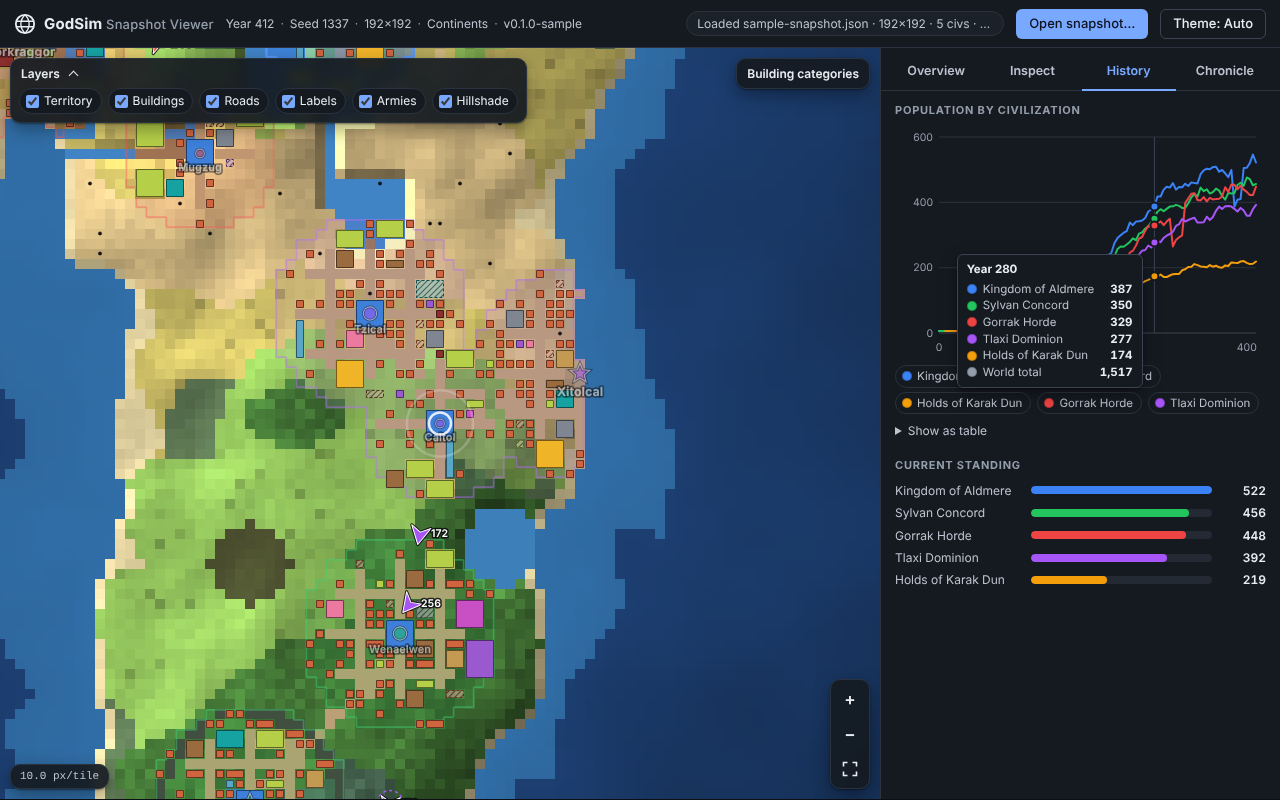 GodSim Snapshot Viewer Year 412 · Seed 1337 · 192×192 · Continents · v0.1.0-sample
Loaded sample-snapshot.json · 192×192 · 5 civs · ...
Open snapshot...
Theme: Auto
Layers
Territory Buildings Roads Labels Armies Hillshade
Building categories
Mugzug
Tzical
Xitolcal
172
256
Wenaelwen
10.0 px/tile
+
−
Overview Inspect History Chronicle
POPULATION BY CIVILIZATION
600
400
200
0
0 400
Year 280
Kingdom of Aldmere 387
Sylvan Concord 350
Gorrak Horde 329
Tlaxi Dominion 277
Holds of Karak Dun 174
World total 1,517
Holds of Karak Dun Gorrak Horde Tlaxi Dominion
Show as table
CURRENT STANDING
Kingdom of Aldmere 522
Sylvan Concord 456
Gorrak Horde 448
Tlaxi Dominion 392
Holds of Karak Dun 219